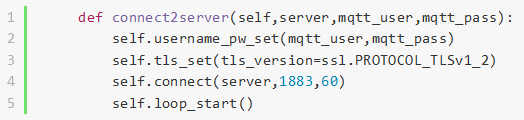 1 def connect2server(self,server,mqtt_user,mqtt_pass):
2 self.username_pw_set(mqtt_user,mqtt_pass)
3 self.tls_set(tls_version=ssl.PROTOCOL_TLSv1_2)
4 self.connect(server,1883,60)
5 self.loop_start()